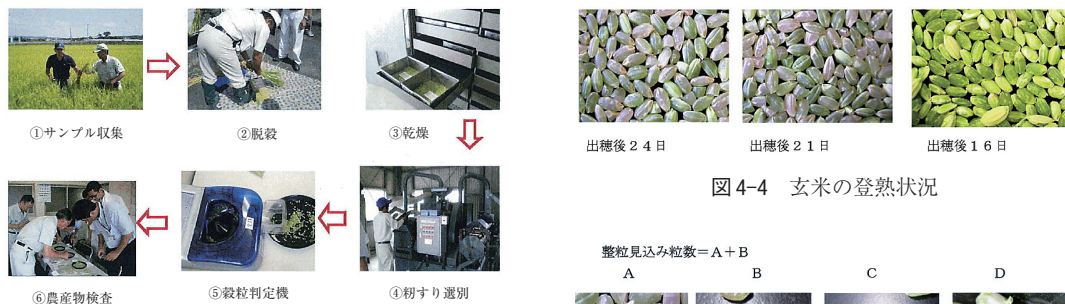 ①サンプル収集
②脱穀
③乾燥
⑥農産物検査
⑤穀粒判定機
④籾すり選別
出穂後24日
出穂後21日
出穂後16日
図4-4 玄米の登熟状況
整粒見込み粒数＝A＋B
A
B
C
D